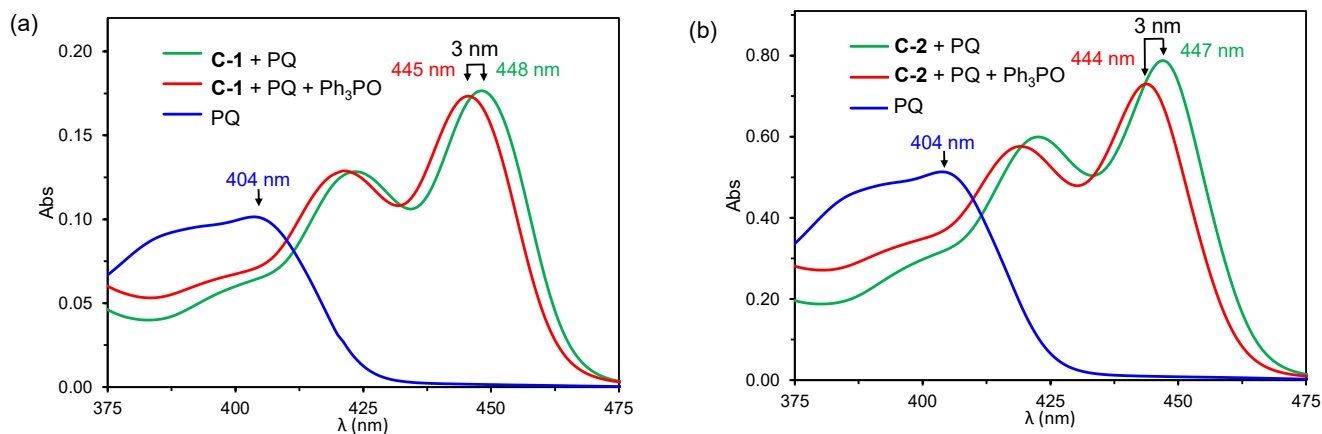 (a)
0.20
0.15
0.10
0.05
0.00
Abs
C-1 + PQ
C-1 + PQ + Ph₃PO
PQ
3 nm
445 nm
448 nm
404 nm
375
400
425
450
475
λ (nm)
(b)
0.80
0.60
0.40
0.20
0.00
Abs
C-2 + PQ
C-2 + PQ + Ph₃PO
PQ
3 nm
444 nm
447 nm
404 nm
375
400
425
450
475
λ (nm)